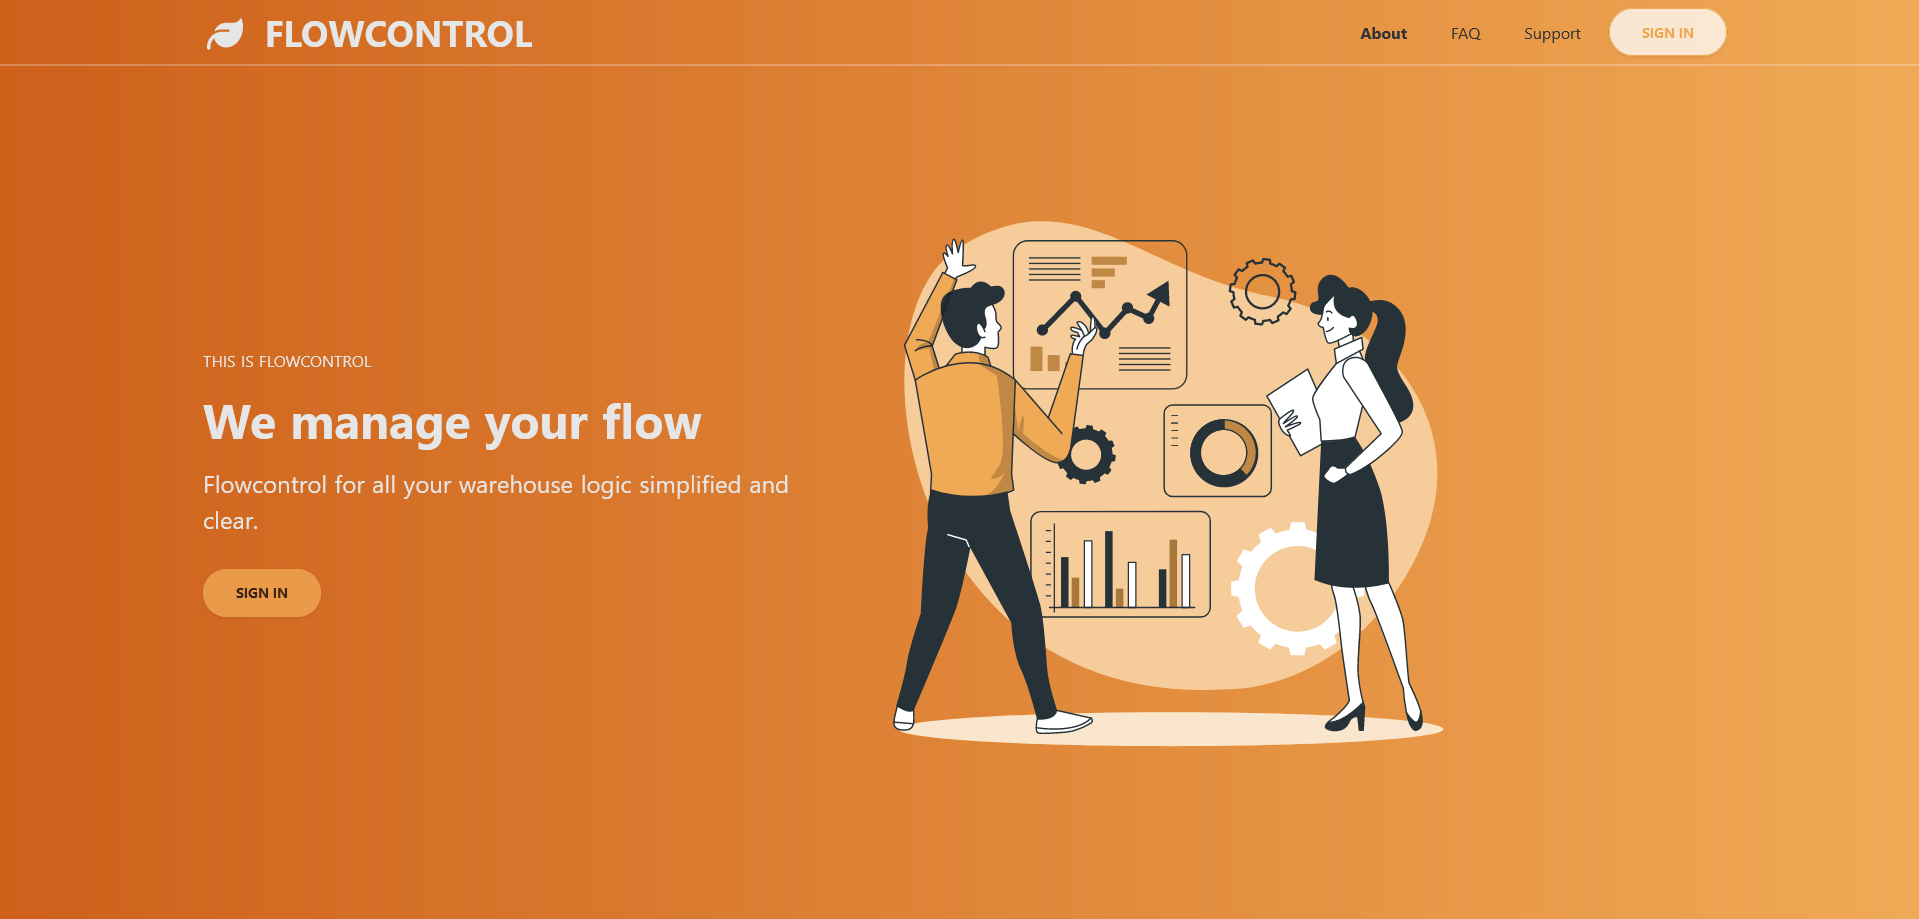 FLOWCONTROL
About
FAQ
Support
SIGN IN
THIS IS FLOWCONTROL
We manage your flow
Flowcontrol for all your warehouse logic simplified and
clear.
SIGN IN